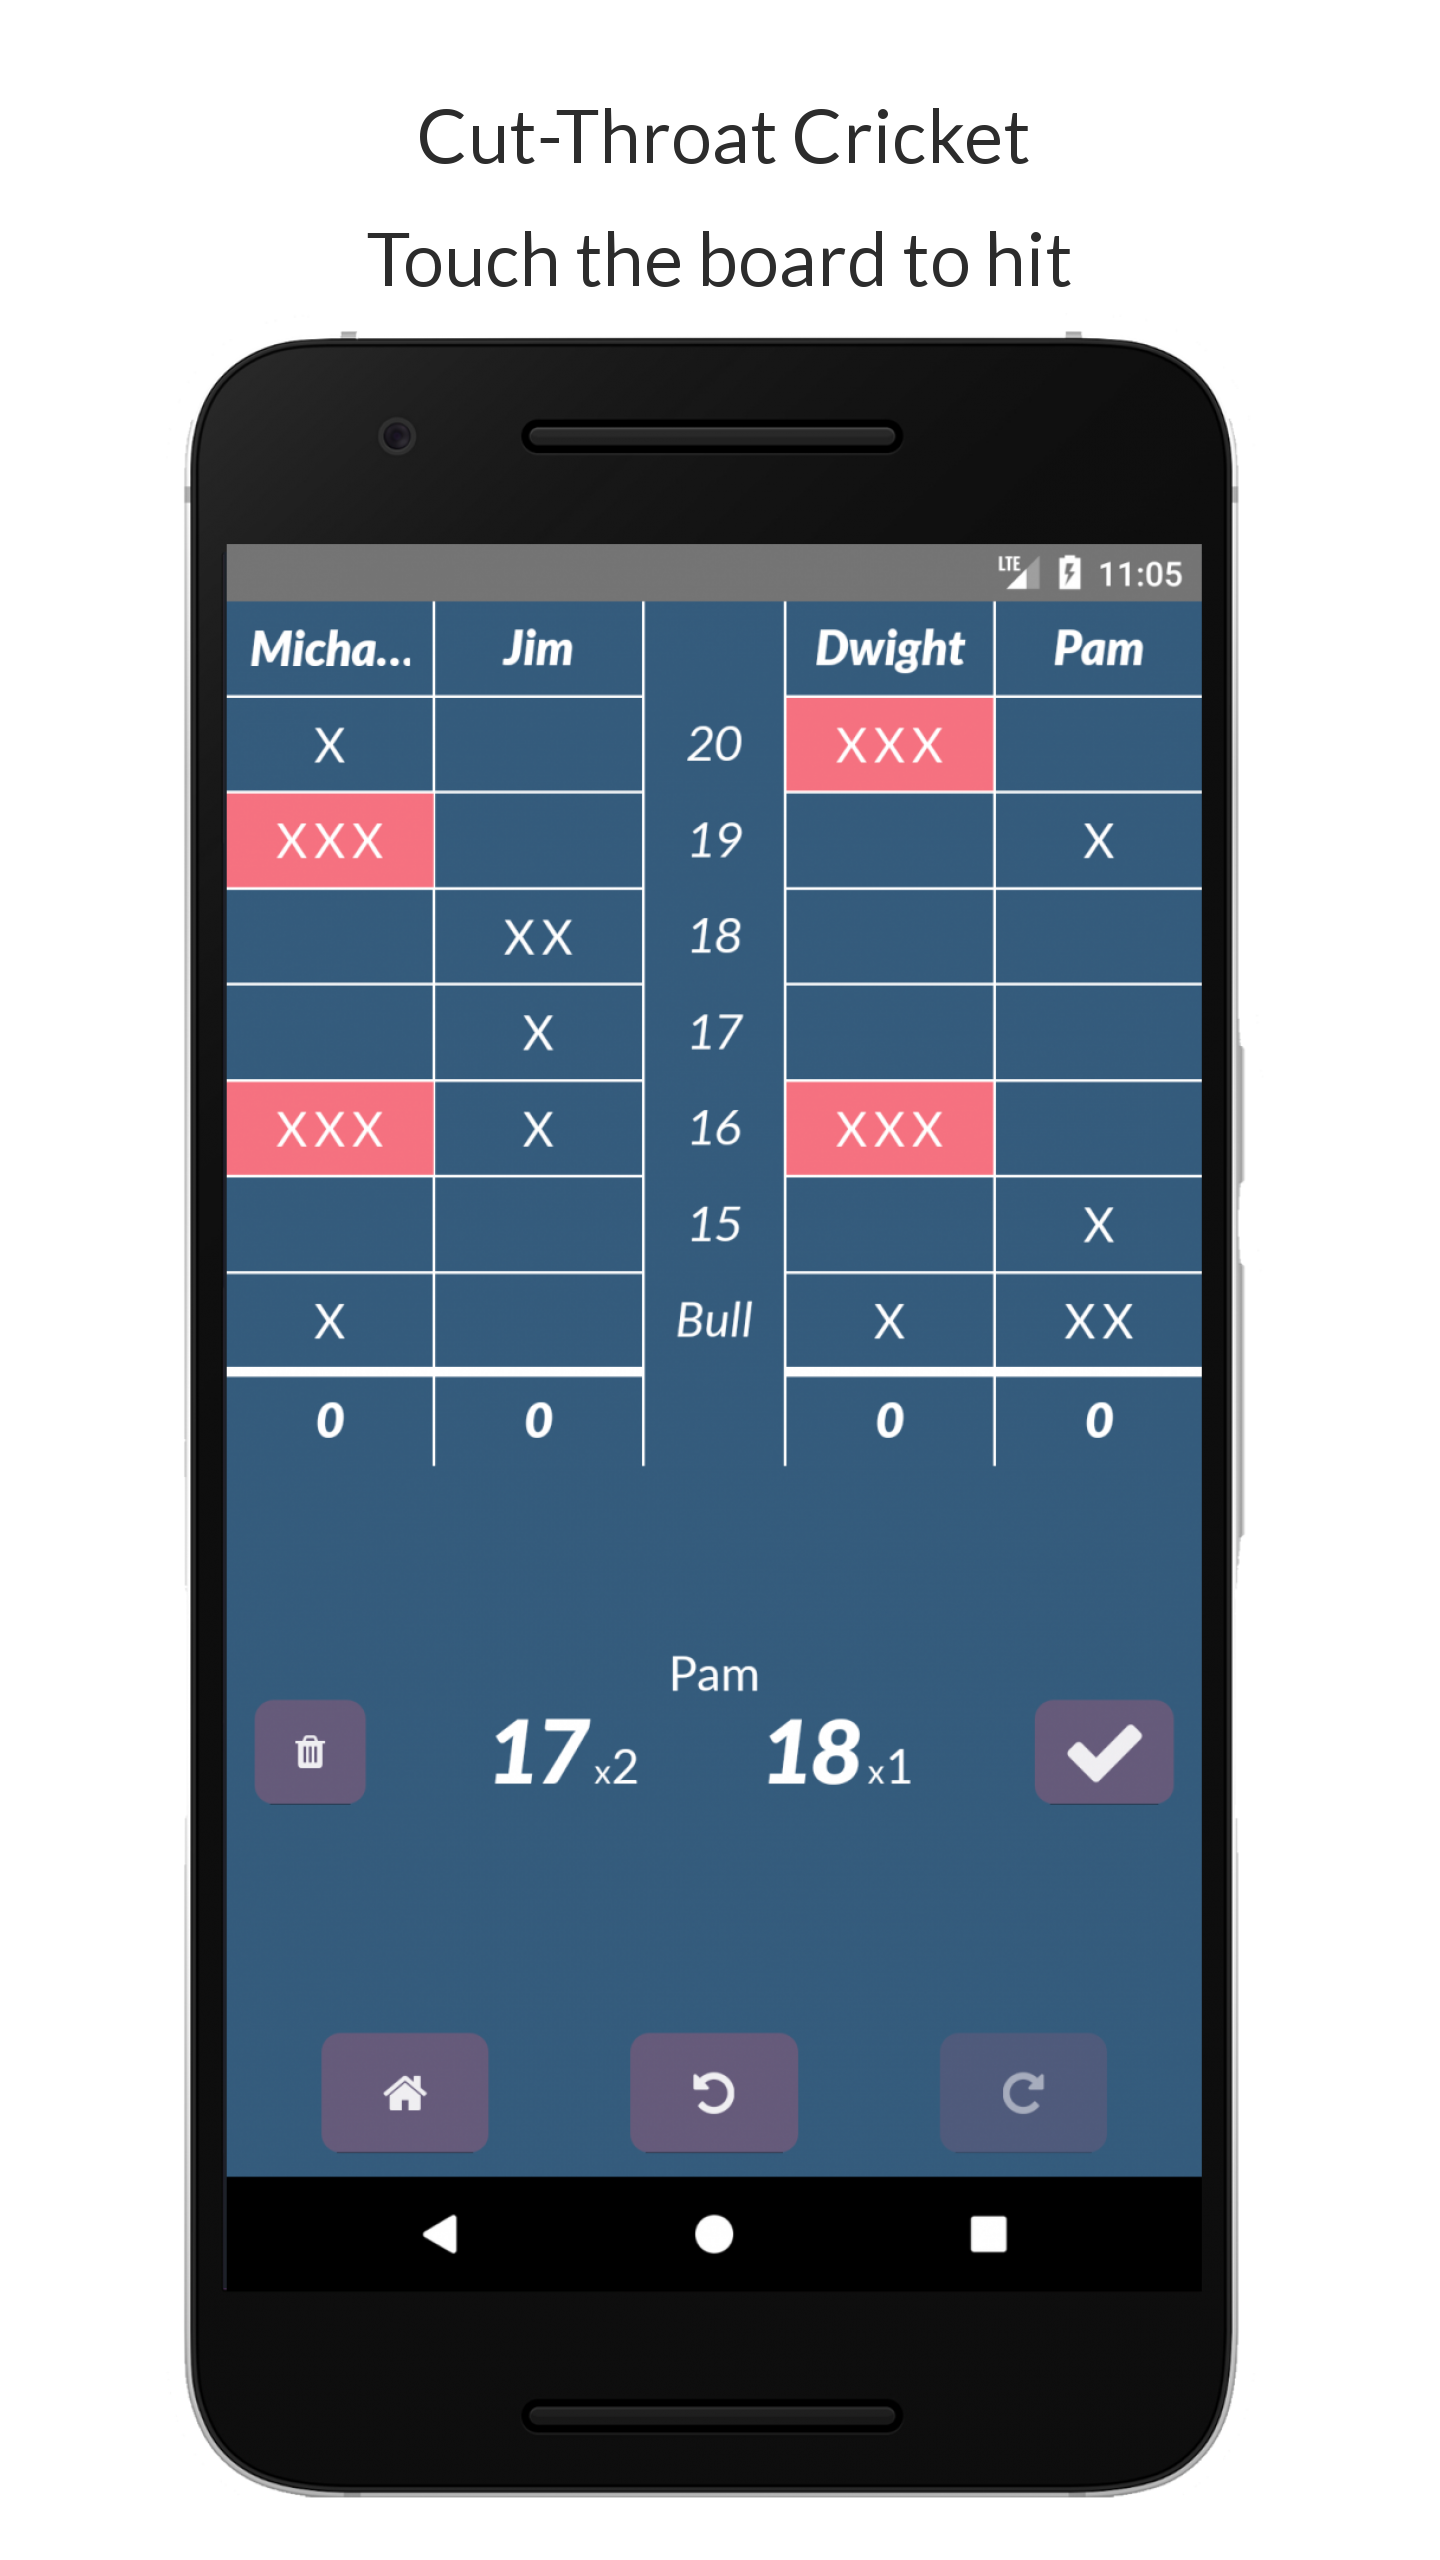 Cut-Throat Cricket
Touch the board to hit
LTE 11:05
Micha... Jim Dwight Pam
X 20 XXX
XXX 19 X
XX 18
X 17
XXX X 16 XXX
15 X
X Bull X XX
0 0 0 0
Pam
17 x2 18 x1